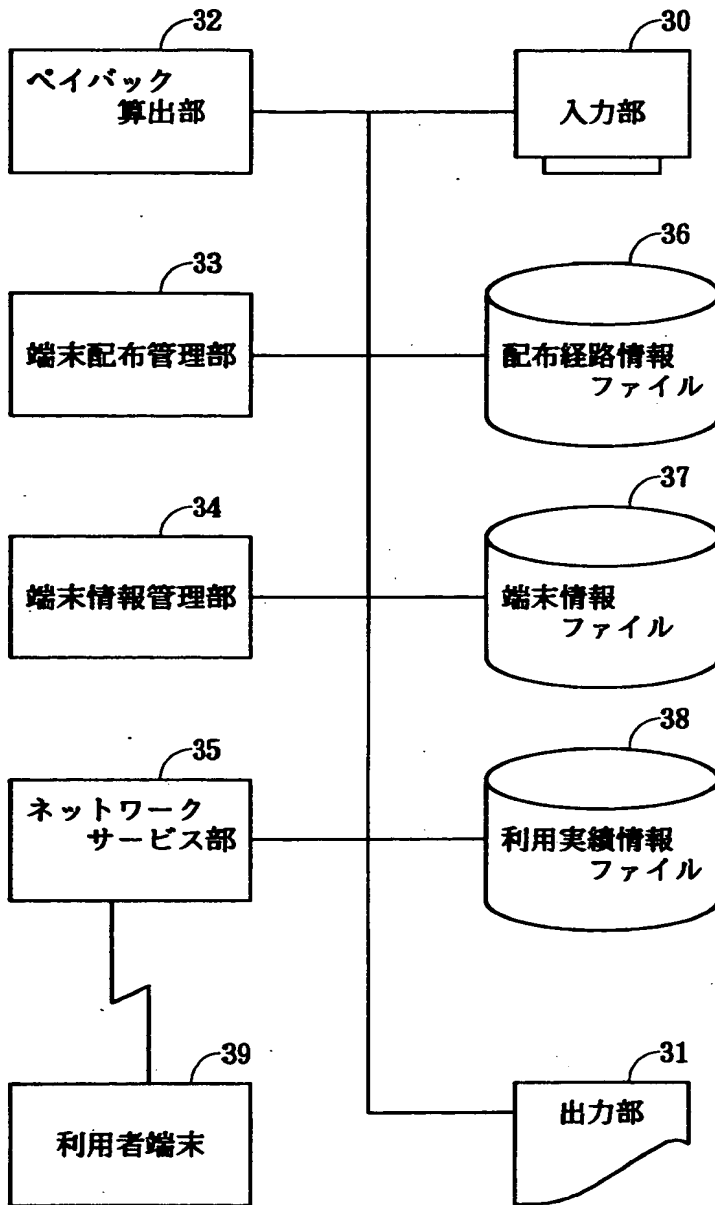 32
ペイバック
算出部
30
入力部
33
端末配布管理部
36
配布経路情報
ファイル
34
端末情報管理部
37
端末情報
ファイル
35
ネットワーク
サービス部
38
利用実績情報
ファイル
39
利用者端末
31
出力部